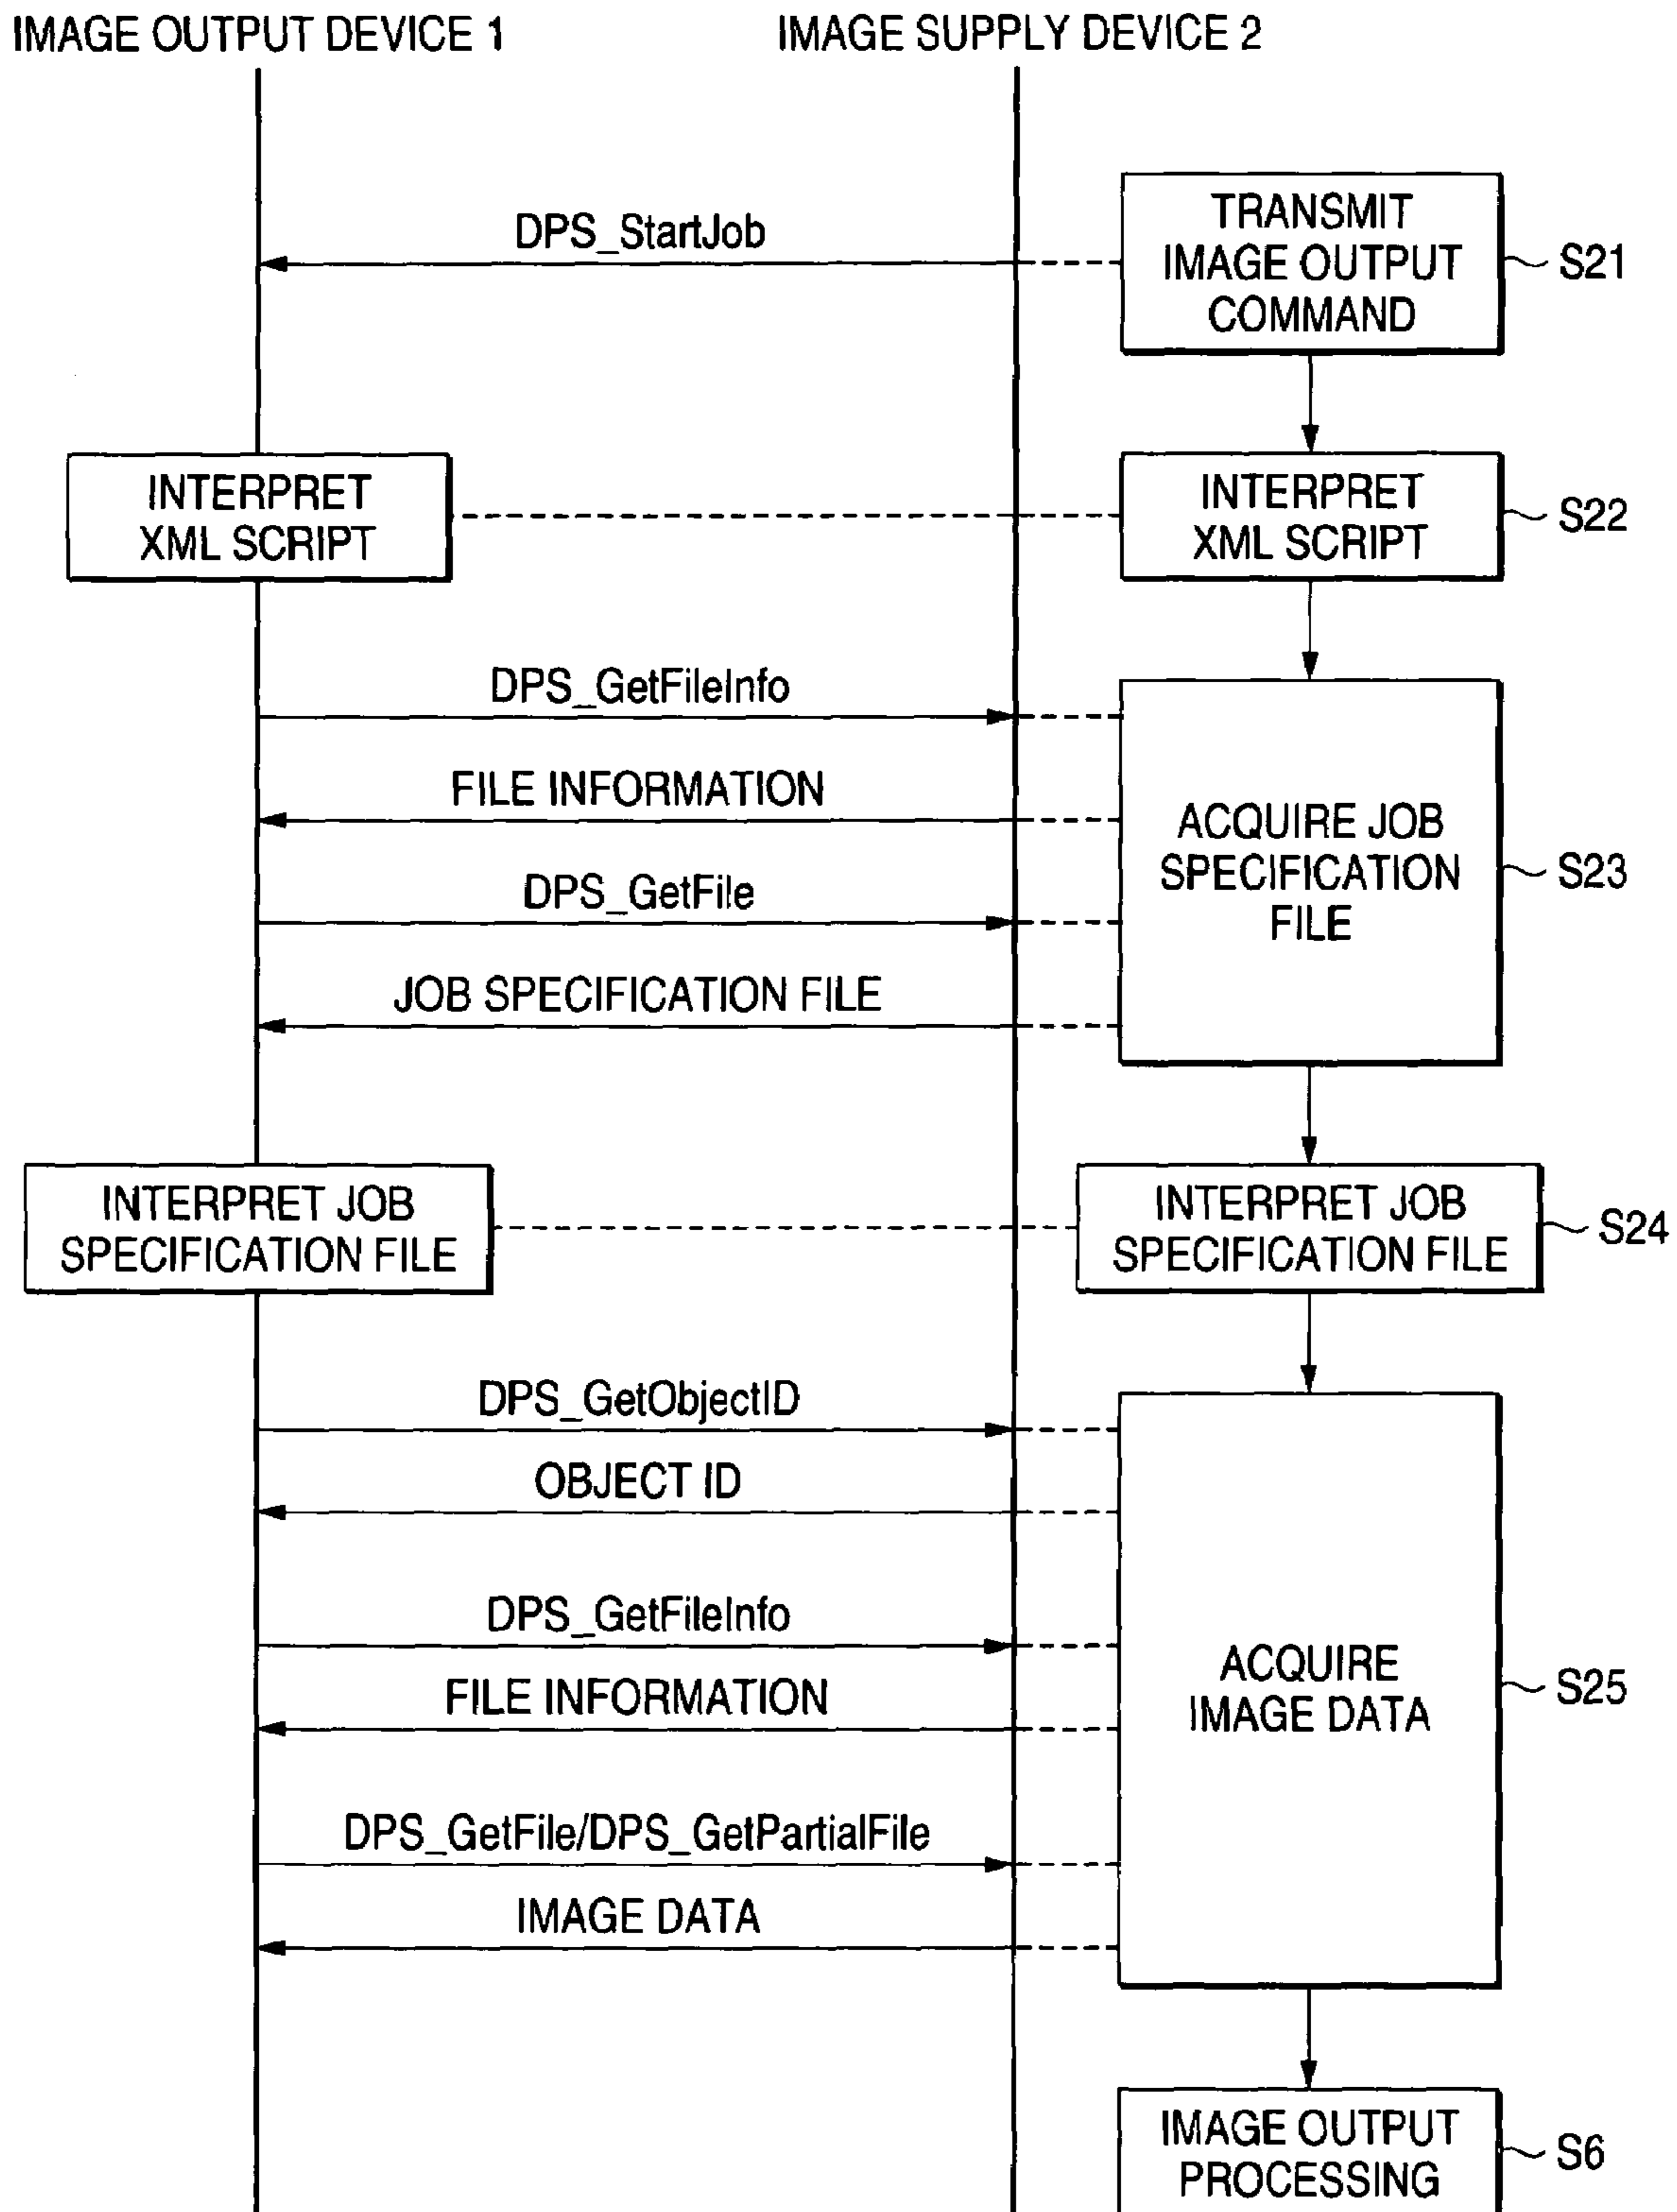 IMAGE OUTPUT DEVICE 1
IMAGE SUPPLY DEVICE 2
DPS_StartJob
TRANSMIT
IMAGE OUTPUT
COMMAND
S21
INTERPRET
XML SCRIPT
INTERPRET
XML SCRIPT
S22
DPS_GetFileInfo
FILE INFORMATION
DPS_GetFile
JOB SPECIFICATION FILE
ACQUIRE JOB
SPECIFICATION
FILE
S23
INTERPRET JOB
SPECIFICATION FILE
INTERPRET JOB
SPECIFICATION FILE
S24
DPS_GetObjectID
OBJECT ID
DPS_GetFileInfo
FILE INFORMATION
DPS_GetFile/DPS_GetPartialFile
IMAGE DATA
ACQUIRE
IMAGE DATA
S25
IMAGE OUTPUT
PROCESSING
S6